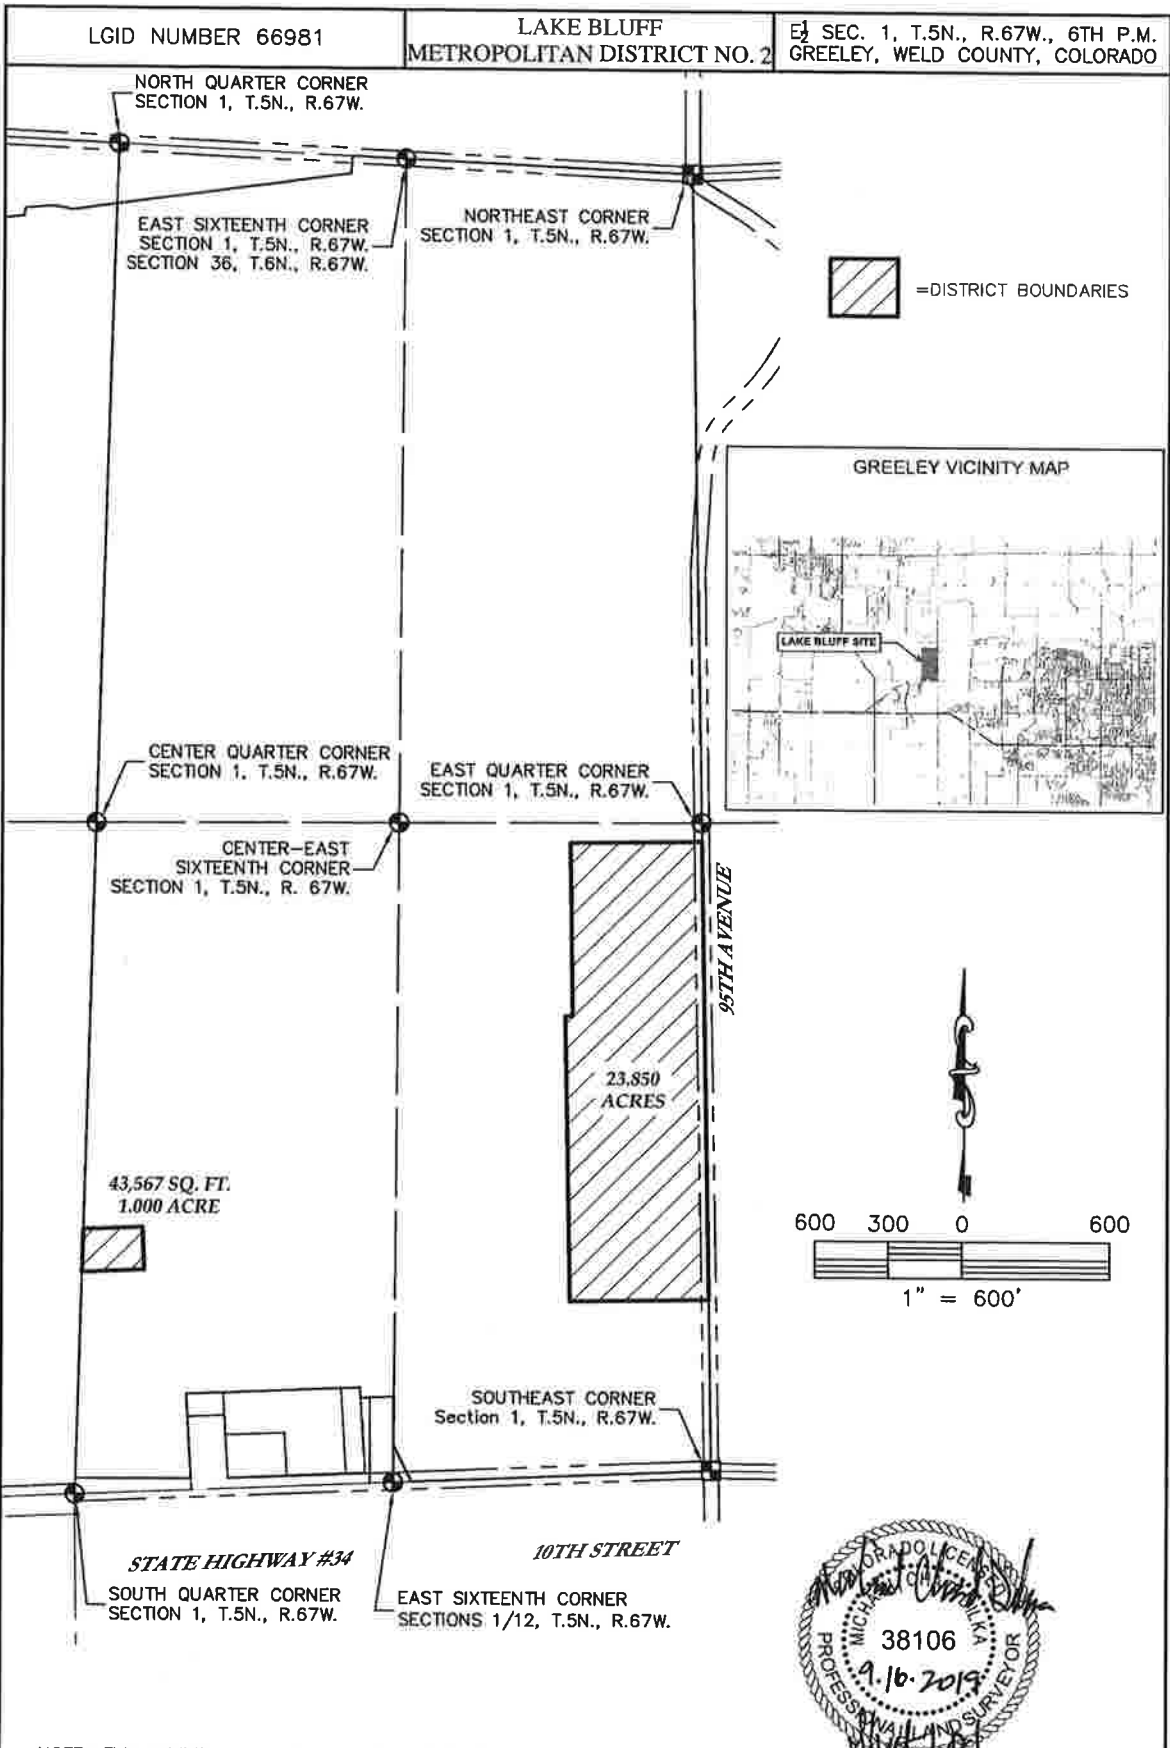 LGID NUMBER 66981
LAKE BLUFF
METROPOLITAN DISTRICT NO. 2
E½ SEC. 1, T.5N., R.67W., 6TH P.M.
GREELEY, WELD COUNTY, COLORADO
NORTH QUARTER CORNER
SECTION 1, T.5N., R.67W.
EAST SIXTEENTH CORNER
SECTION 1, T.5N., R.67W.
SECTION 36, T.6N., R.67W.
NORTHEAST CORNER
SECTION 1, T.5N., R.67W.
=DISTRICT BOUNDARIES
GREELEY VICINITY MAP
LAKE BLUFF SITE
CENTER QUARTER CORNER
SECTION 1, T.5N., R.67W.
EAST QUARTER CORNER
SECTION 1, T.5N., R.67W.
CENTER-EAST
SIXTEENTH CORNER
SECTION 1, T.5N., R. 67W.
95TH AVENUE
23.850
ACRES
43,567 SQ. FT.
1.000 ACRE
600 300 0 600
1" = 600'
SOUTHEAST CORNER
Section 1, T.5N., R.67W.
STATE HIGHWAY #34
10TH STREET
SOUTH QUARTER CORNER
SECTION 1, T.5N., R.67W.
EAST SIXTEENTH CORNER
SECTIONS 1/12, T.5N., R.67W.
COLORADO LICENSED
38106
9.16.2019
PROFESSIONAL LAND SURVEYOR